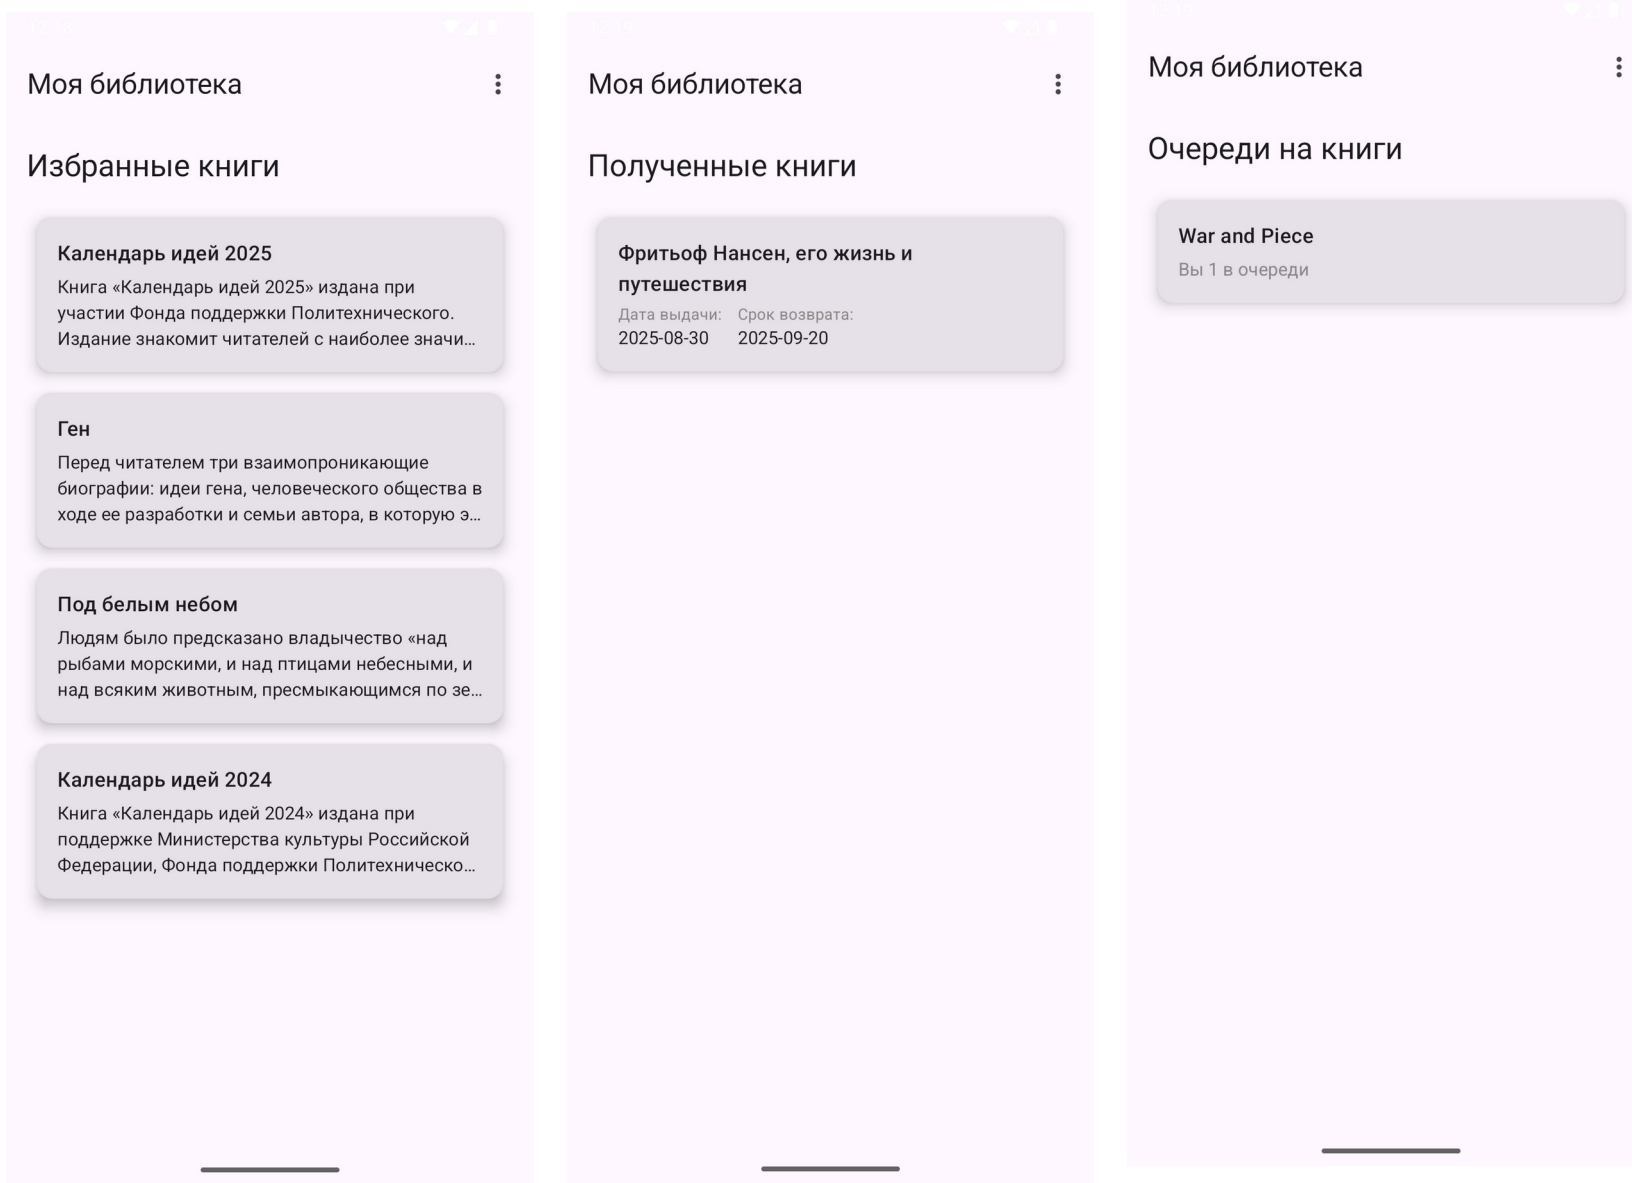 Моя библиотека
Избранные книги
Календарь идей 2025
Книга «Календарь идей 2025» издана при
участии Фонда поддержки Политехнического.
Издание знакомит читателей с наиболее значи...
Ген
Перед читателем три взаимопроникающие
биографии: идеи гена, человеческого общества в
ходе ее разработки и семьи автора, в которую э...
Под белым небом
Людям было предсказано владычество «над
рыбами морскими, и над птицами небесными, и
над всяким животным, пресмыкающимся по зе...
Календарь идей 2024
Книга «Календарь идей 2024» издана при
поддержке Министерства культуры Российской
Федерации, Фонда поддержки Политехническо...
Моя библиотека
Полученные книги
Фритьоф Нансен, его жизнь и
путешествия
Дата выдачи: Срок возврата:
2025-08-30 2025-09-20
Моя библиотека
Очереди на книги
War and Piece
Вы 1 в очереди